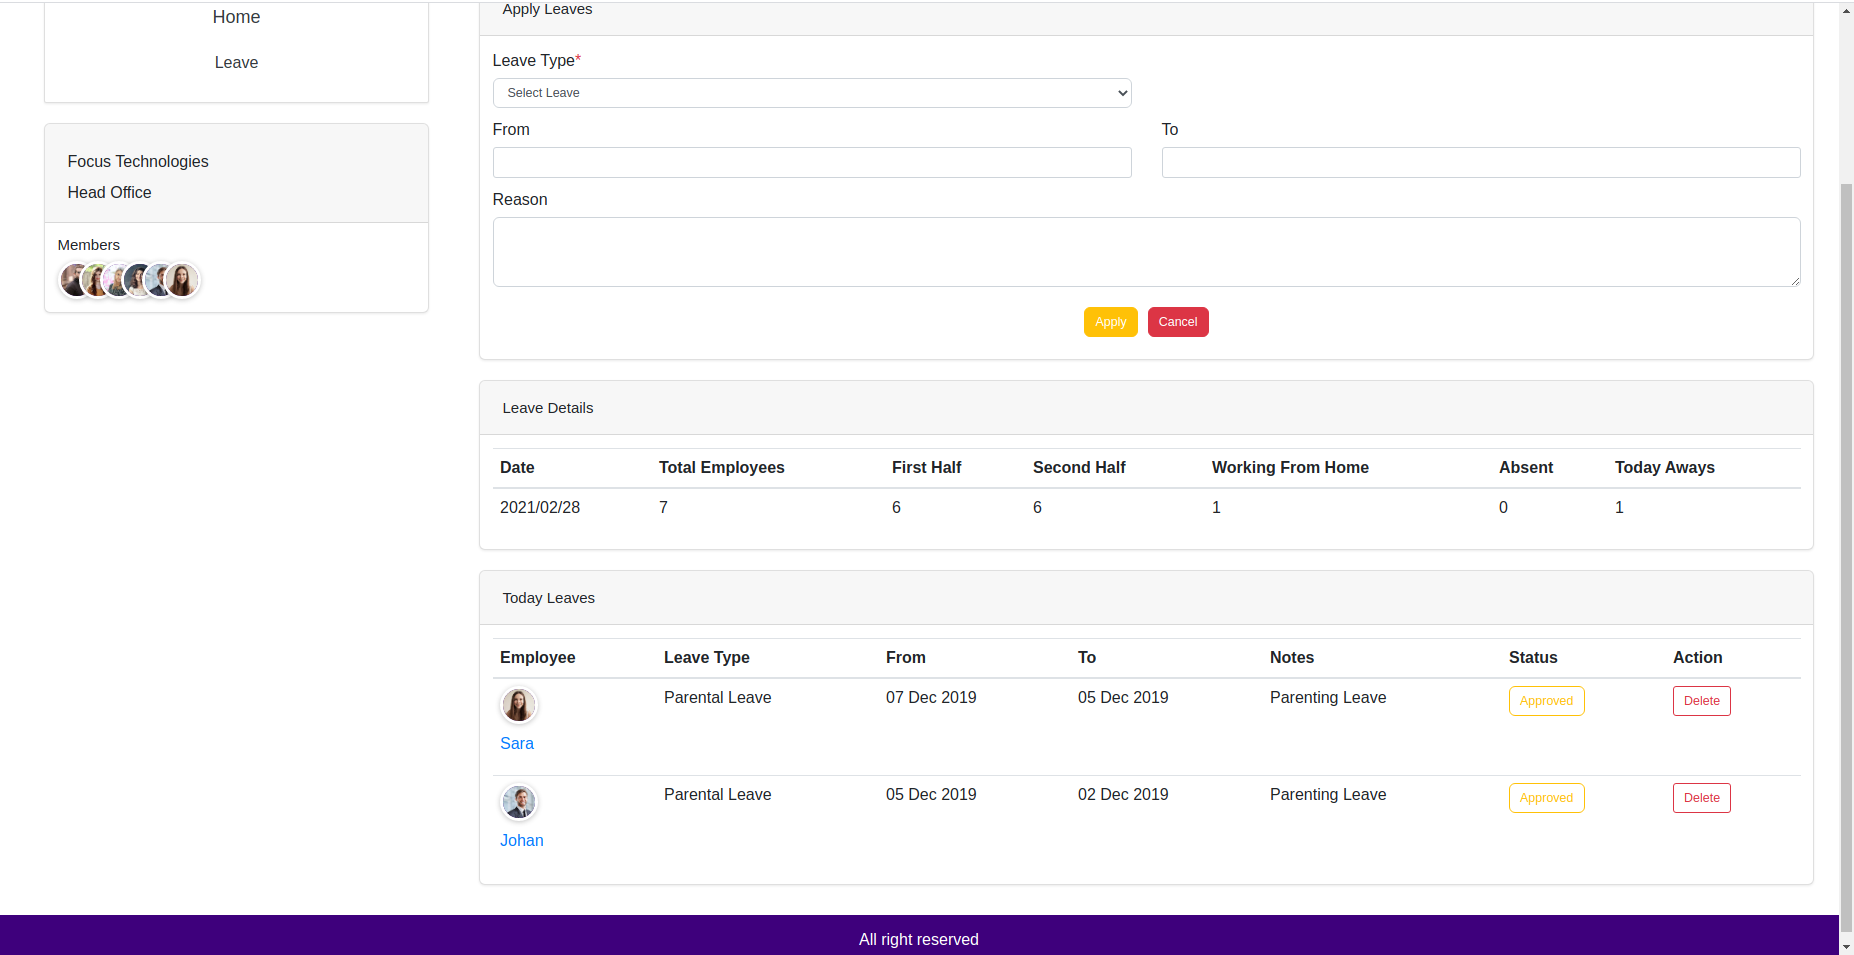 Home
Leave
Focus Technologies
Head Office
Members
Apply Leaves
Leave Type*
Select Leave
From To
Reason
Apply Cancel
Leave Details
Date Total Employees First Half Second Half Working From Home Absent Today Aways
2021/02/28 7 6 6 1 0 1
Today Leaves
Employee Leave Type From To Notes Status Action
Parental Leave 07 Dec 2019 05 Dec 2019 Parenting Leave Approved Delete
Sara
Parental Leave 05 Dec 2019 02 Dec 2019 Parenting Leave Approved Delete
Johan
All right reserved